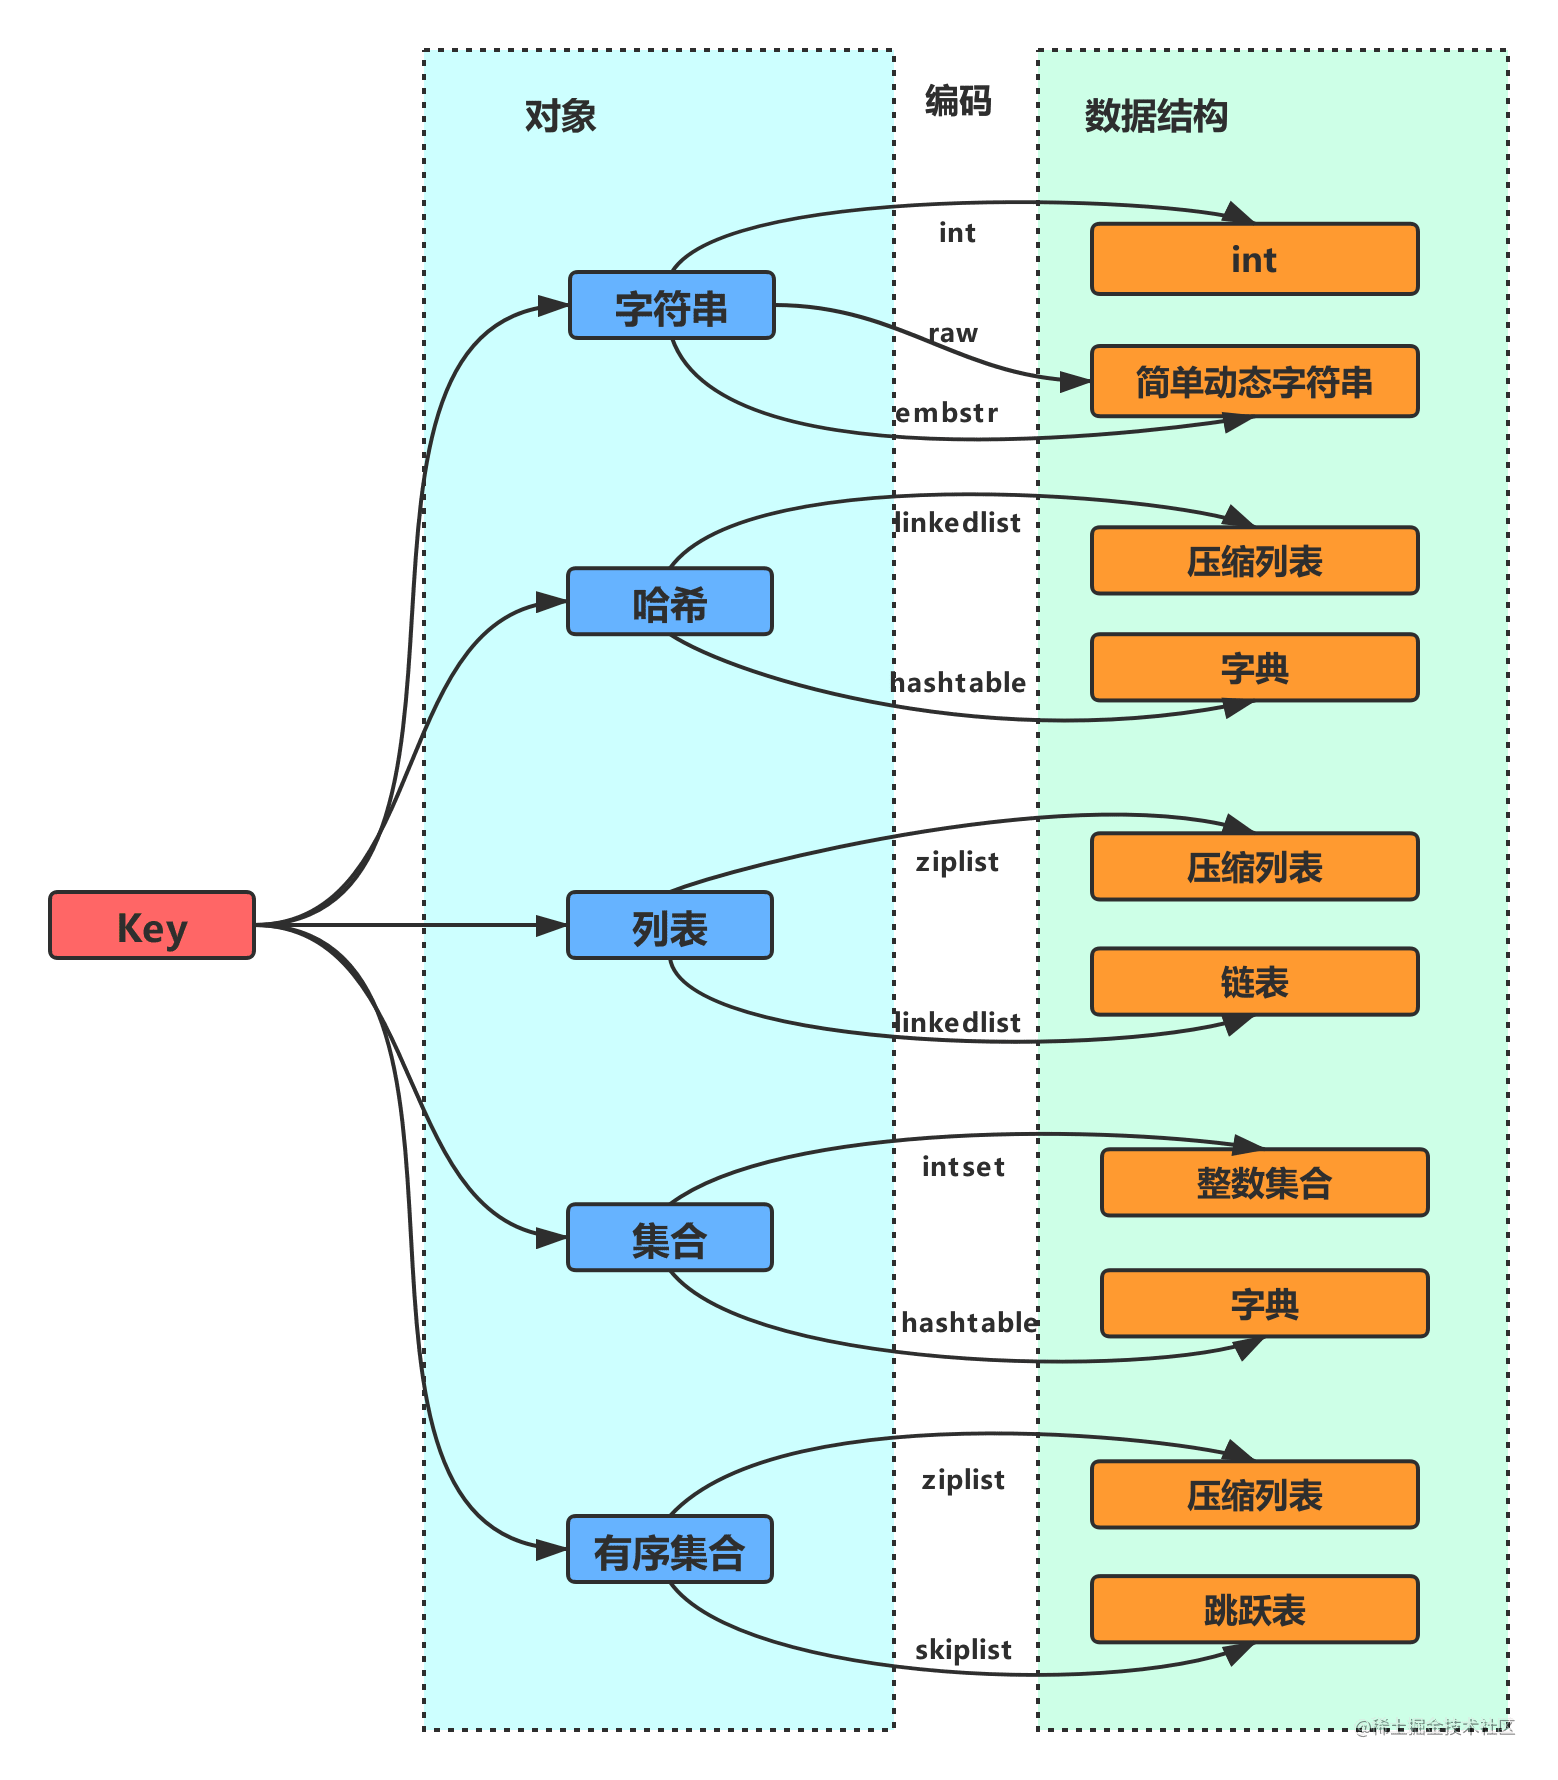 对象
编码
数据结构
int
int
字符串
raw
简单动态字符串
embstr
linkedlist
压缩列表
哈希
字典
hashtable
ziplist
压缩列表
Key
列表
链表
linkedlist
intset
整数集合
集合
字典
hashtable
ziplist
压缩列表
有序集合
跳跃表
skiplist
@稀土掘金技术社区